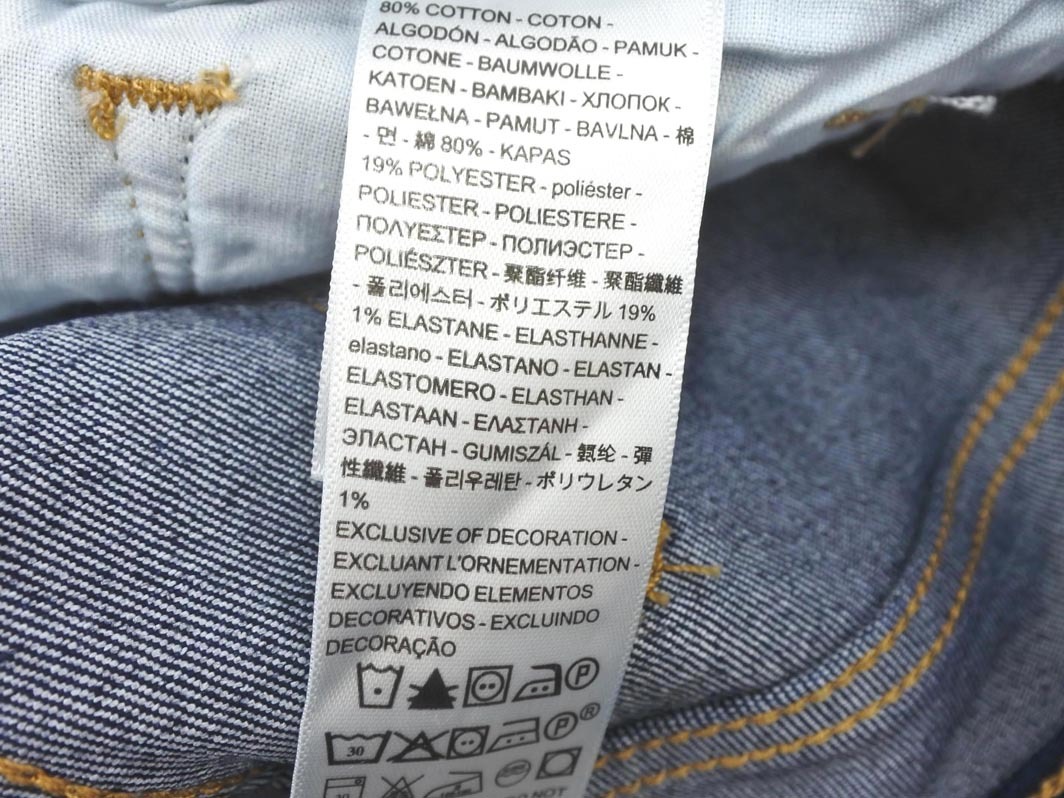 80% COTTON - COTON -
ALGODÓN - ALGODÃO - PAMUK -
COTONE - BAUMWOLLE -
KATOEN - BAMBAKI - ХЛОПОК -
BAWEŁNA - PAMUT - BAVLNA - 棉
- 면 - 綿 80% - KAPAS
19% POLYESTER - poliéster -
POLIESTER - POLIESTERE -
ΠΟΛΥΕΣΤΕΡ - ПОЛИЭСТЕР -
POLIÉSZTER - 聚酯纤维 - 聚酯纖維
- 폴리에스터 - ポリエステル 19%
1% ELASTANE - ELASTHANNE -
elastano - ELASTANO - ELASTAN -
ELASTOMERO - ELASTHAN -
ELASTAAN - ΕΛΑΣΤΑΝΗ -
ЭЛАСТАН - GUMISZÁL - 氨纶 - 彈
性纖維 - 폴리우레탄 - ポリウレタン
1%
EXCLUSIVE OF DECORATION -
EXCLUANT L'ORNEMENTATION -
EXCLUYENDO ELEMENTOS
DECORATIVOS - EXCLUINDO
DECORAÇÃO
P
30 P ®
30
DO NOT